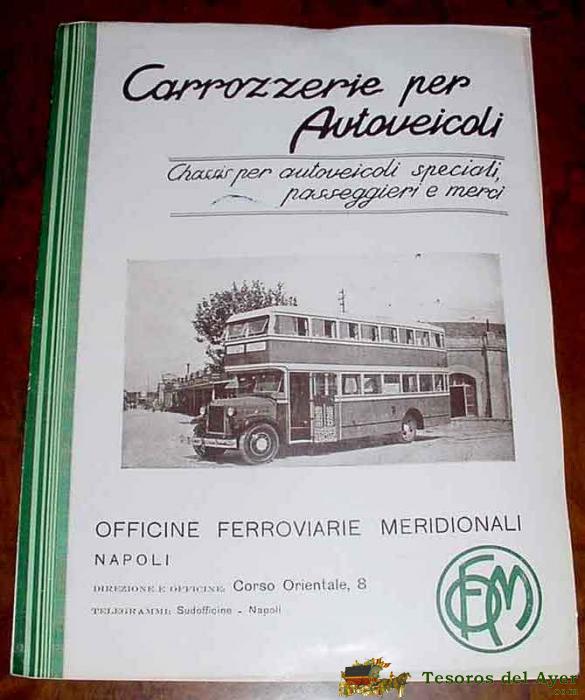 Carrozzerie per
Autoveicoli
Chassis per autoveicoli speciali,
passeggieri e merci
OFFICINE FERROVIARIE MERIDIONALI
NAPOLI
DIREZIONE E OFFICINE: Corso Orientale, 8
TELEGRAMMI: Sudofficine - Napoli
OFM
Tesoros del Ayer
.com